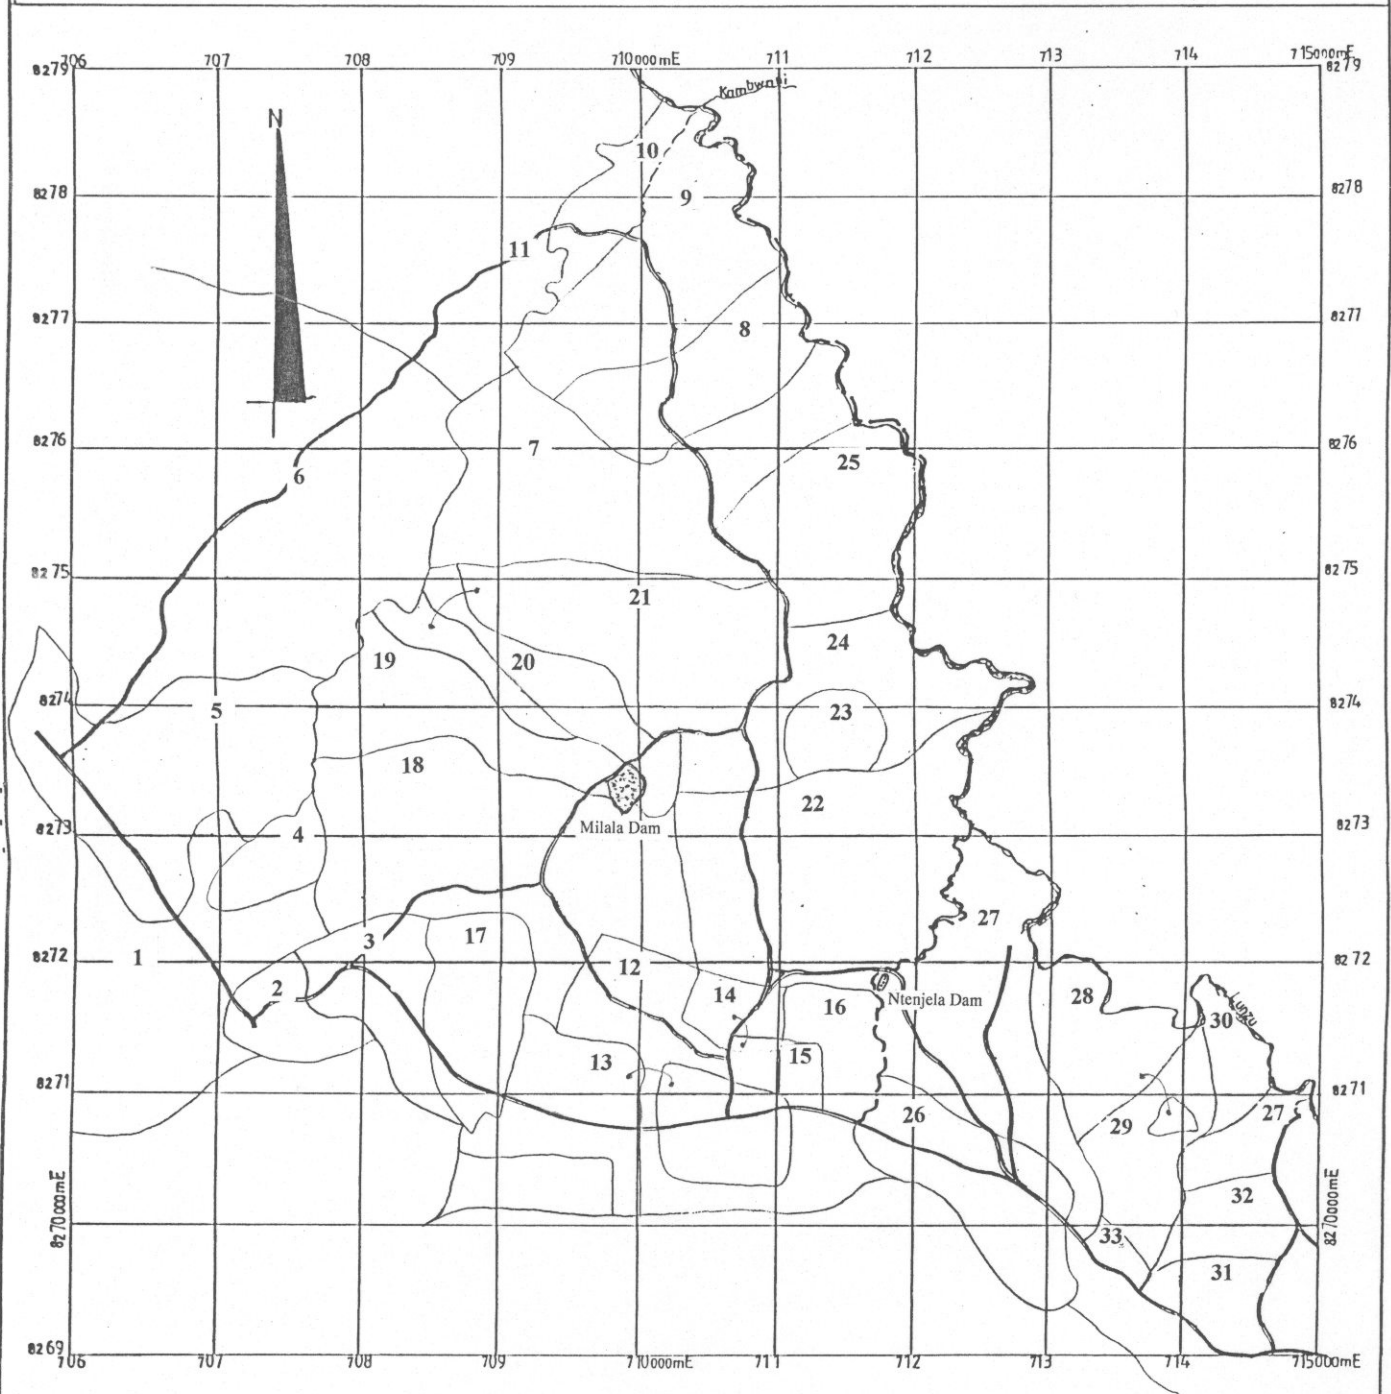 706 707 708 709 710 000mE 711 712 713 714 715000mE
8279 8279
Kambwani
N
10
8278 9 8278
11
8277 8 8277
8276 7 8276
6 25
8275 8275
21
19 20 24
8274 5 23 8274
18
22
Milala Dam
8273 4 8273
27
3 17
8272 1 12 8272
2 14 16 Ntenjela Dam 28
30 Lunzu
13 15
8271 8271
26 29 27
32
8270000mE 33 8270000mE
31
8269
706 707 708 709 710000mE 711 712 713 714 715000mE